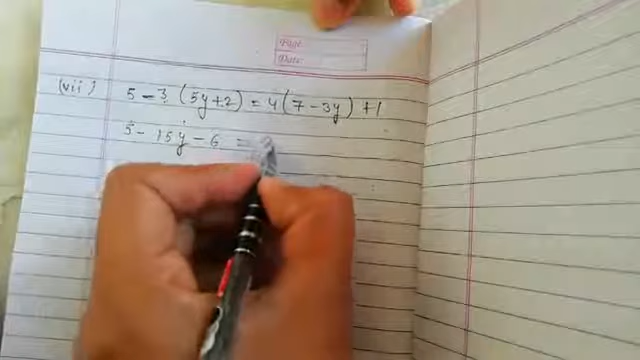 Page:
Date:
(vii) 5 - 3 (5y+2) = 4 (7-3y) + 1
5 - 15y - 6 =